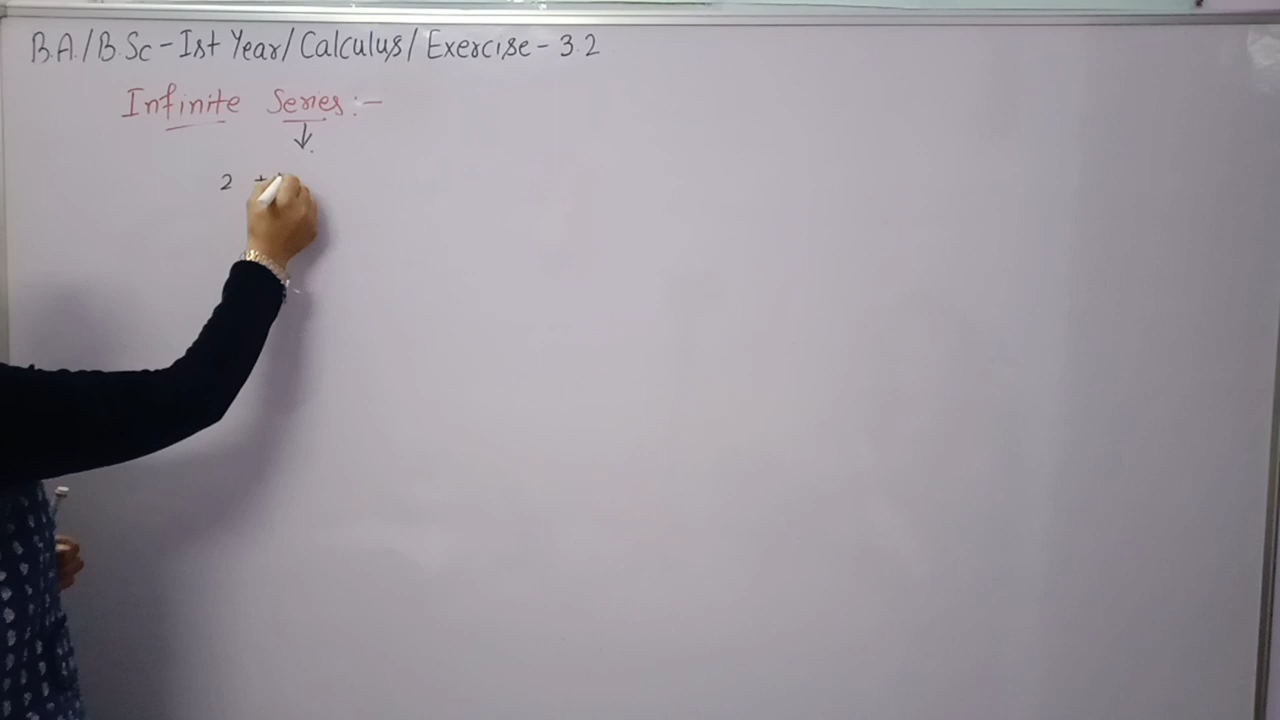 B.A./B.Sc-Ist Year/Calculus/Exercise-3.2
Infinite Series:-
↓
2 +